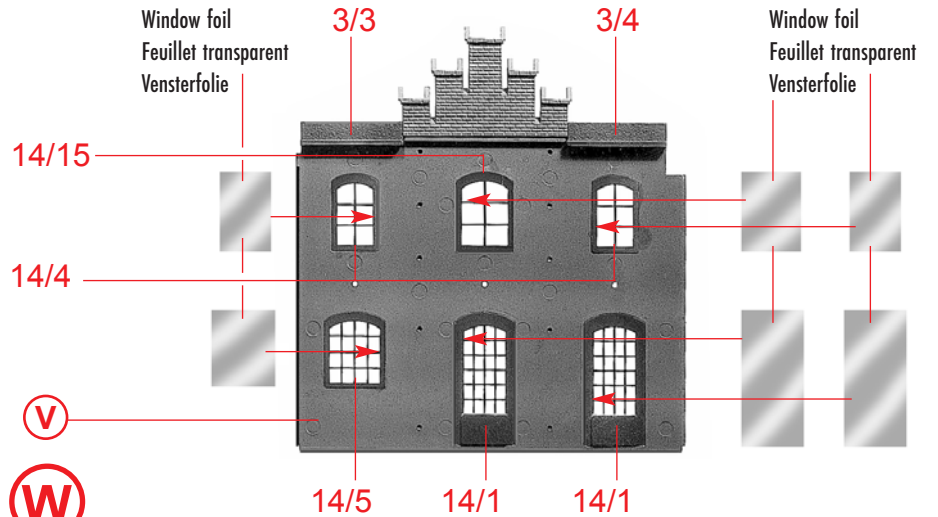 Window foil
Feuillet transparent
Vensterfolie
3/3
3/4
Window foil
Feuillet transparent
Vensterfolie
14/15
14/4
V
W
14/5
14/1
14/1